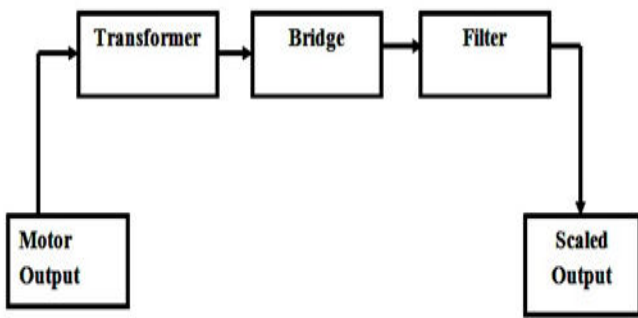 Transformer
Bridge
Filter
Motor
Output
Scaled
Output